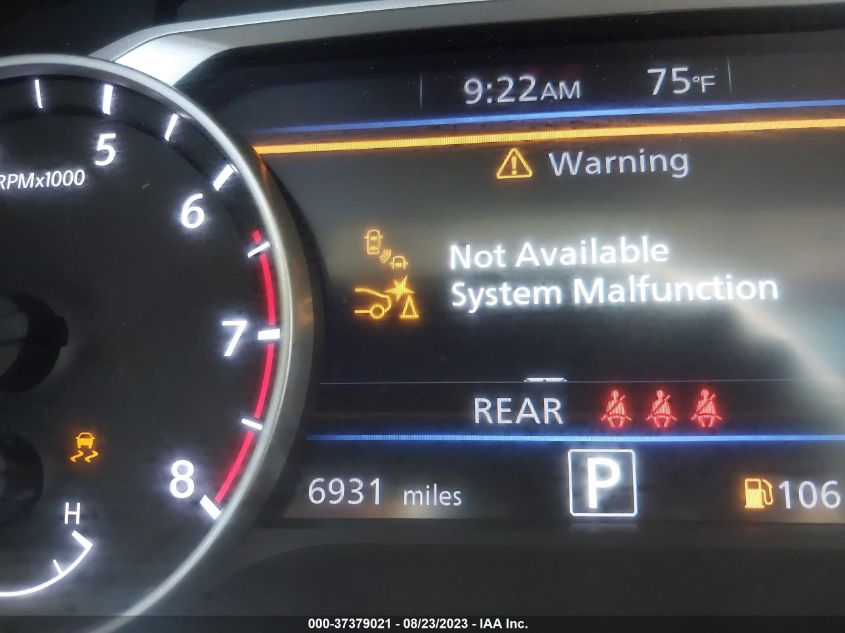 9:22AM 75°F
5
RPMx1000
Warning
6
Not Available
System Malfunction
7
REAR
8
6931 miles P 106
H
000-37379021 - 08/23/2023 - IAA Inc.